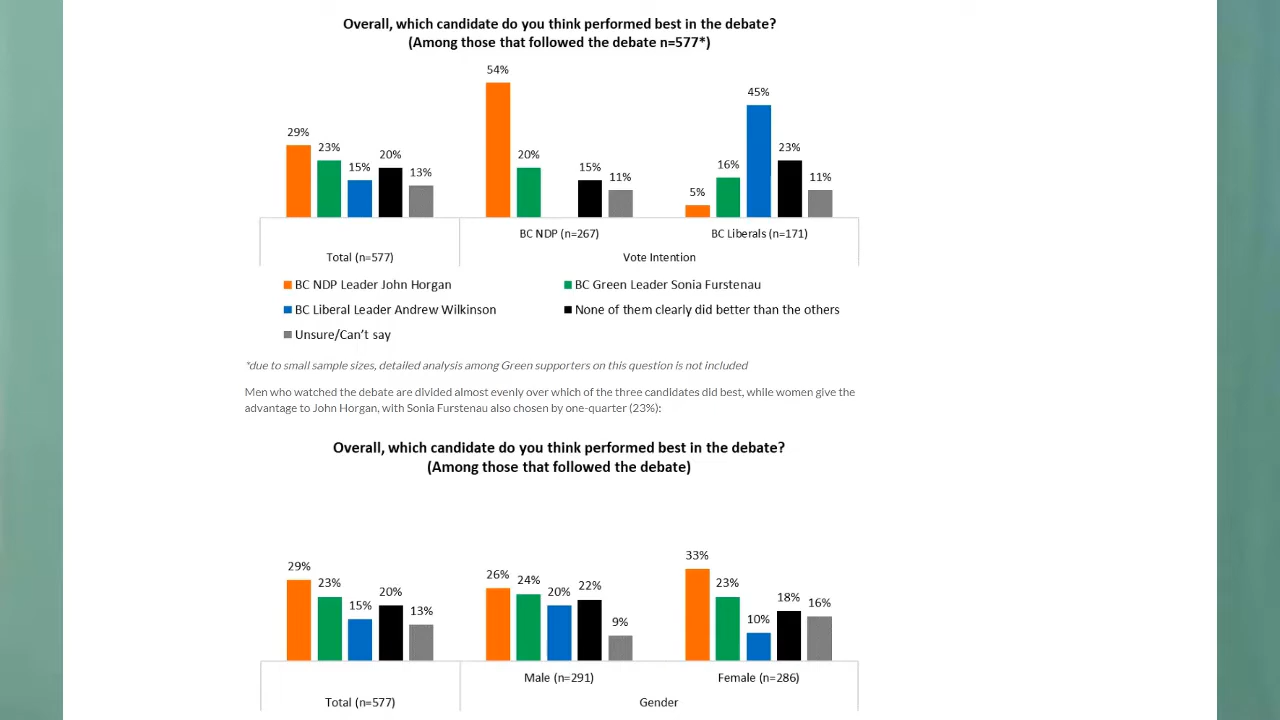 Overall, which candidate do you think performed best in the debate?
(Among those that followed the debate n=577*)
54%
45%
29%
23%
15%
20%
13%
20%
15%
11%
5%
16%
23%
11%
BC NDP (n=267)
BC Liberals (n=171)
Total (n=577)
Vote Intention
BC NDP Leader John Horgan
BC Green Leader Sonia Furstenau
BC Liberal Leader Andrew Wilkinson
None of them clearly did better than the others
Unsure/Can't say
*due to small sample sizes, detailed analysis among Green supporters on this question is not included
Men who watched the debate are divided almost evenly over which of the three candidates did best, while women give the
advantage to John Horgan, with Sonia Furstenau also chosen by one-quarter (23%):
Overall, which candidate do you think performed best in the debate?
(Among those that followed the debate)
29%
23%
15%
20%
13%
26%
24%
20%
22%
9%
33%
23%
10%
18%
16%
Male (n=291)
Female (n=286)
Total (n=577)
Gender